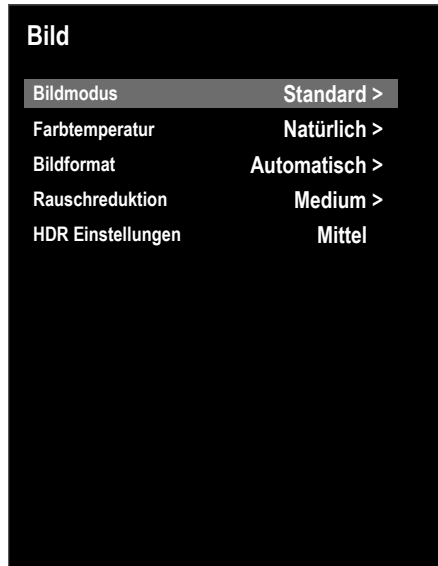 Bild
Bildmodus Standard >
Farbtemperatur Natürlich >
Bildformat Automatisch >
Rauschreduktion Medium >
HDR Einstellungen Mittel